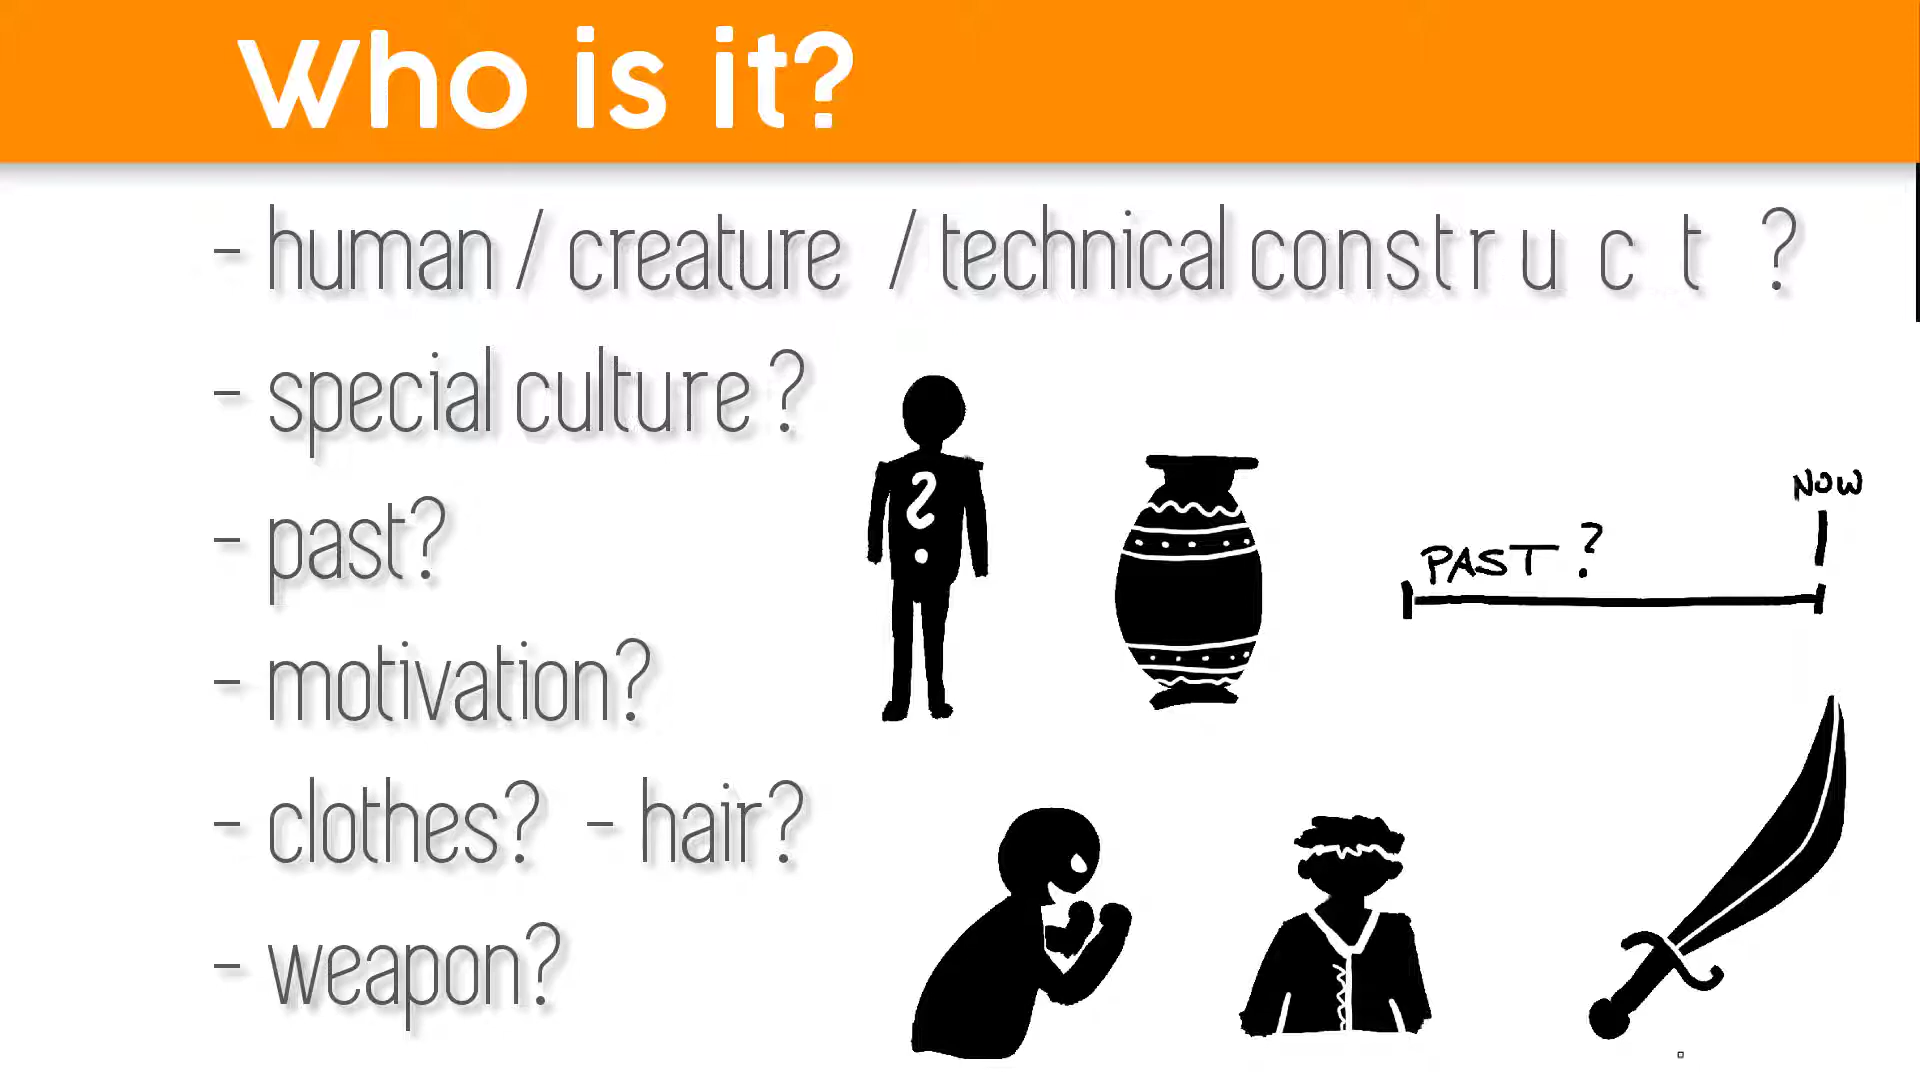 Who is it?
- human / creature / technical construct ?
- special culture ?
- past?
- motivation?
- clothes? - hair?
- weapon?
?
NOW
PAST ?